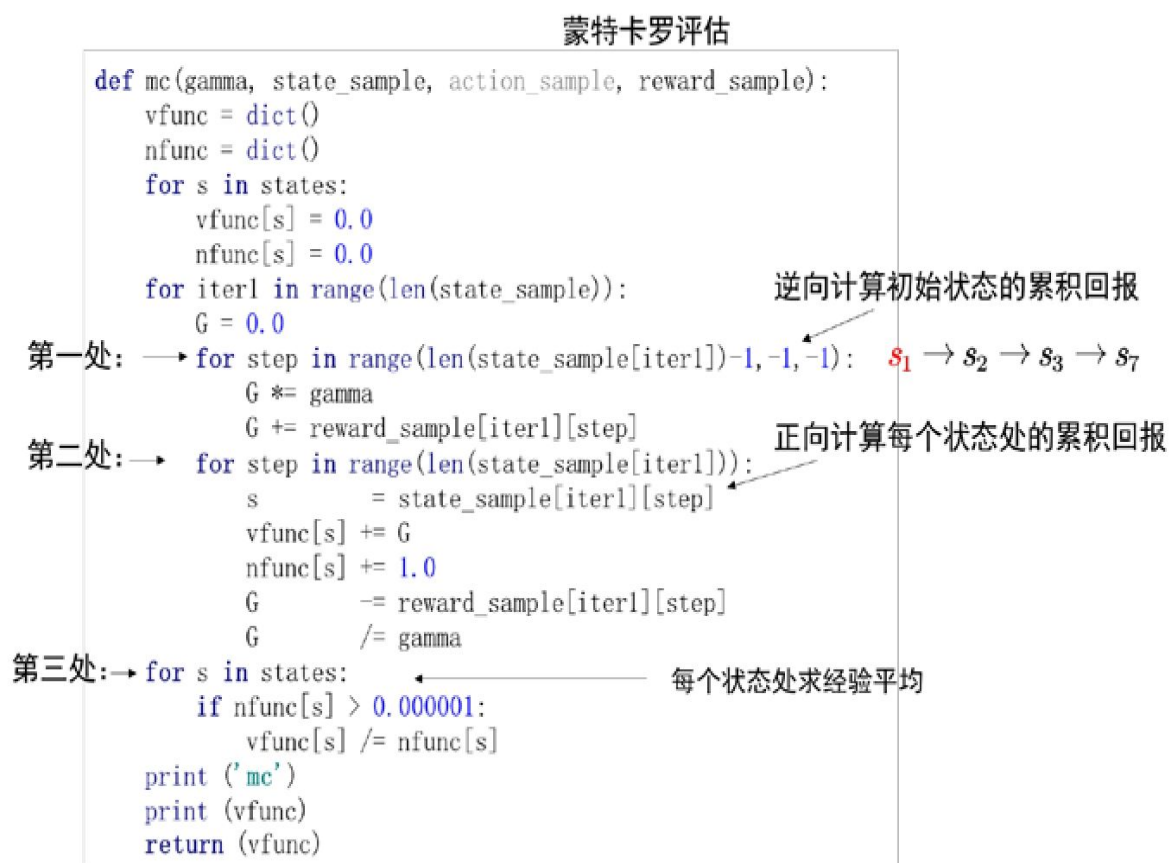 蒙特卡罗评估
def mc(gamma, state_sample, action_sample, reward_sample):
    vfunc = dict()
    nfunc = dict()
    for s in states:
        vfunc[s] = 0.0
        nfunc[s] = 0.0
    for iter1 in range(len(state_sample)):
逆向计算初始状态的累积回报
        G = 0.0
第一处:
        for step in range(len(state_sample[iter1])-1,-1,-1):
s₁ → s₂ → s₃ → s₇
            G *= gamma
            G += reward_sample[iter1][step]
正向计算每个状态处的累积回报
第二处:
        for step in range(len(state_sample[iter1])):
            s         = state_sample[iter1][step]
            vfunc[s] += G
            nfunc[s] += 1.0
            G        -= reward_sample[iter1][step]
            G        /= gamma
第三处:
    for s in states:
每个状态处求经验平均
        if nfunc[s] > 0.000001:
            vfunc[s] /= nfunc[s]
    print ('mc')
    print (vfunc)
    return (vfunc)